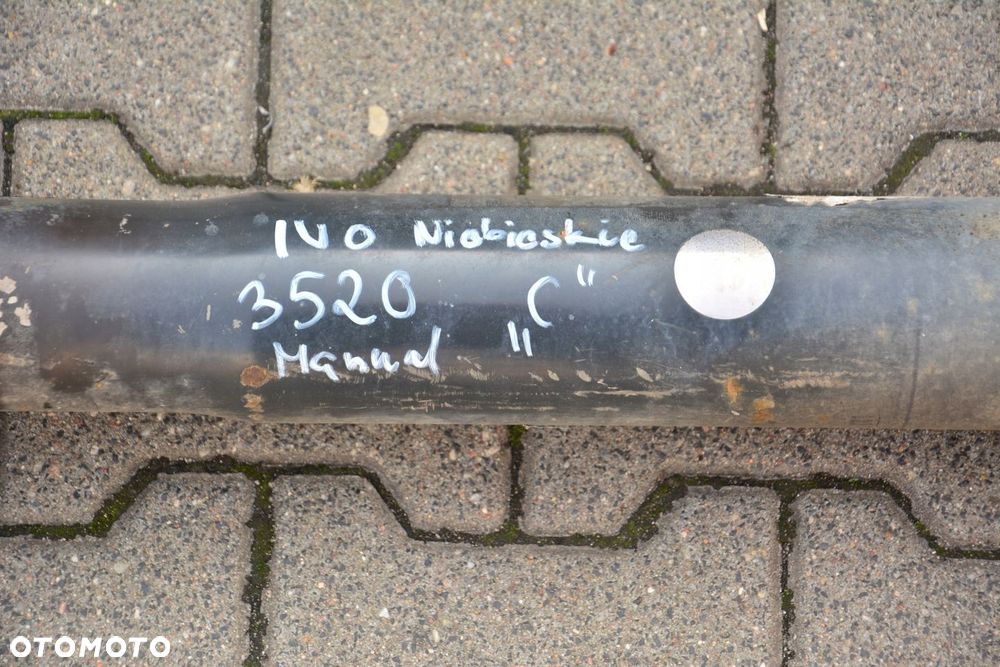 IVO Niebieskie
3520 „C"
Manual
OTOMOTO